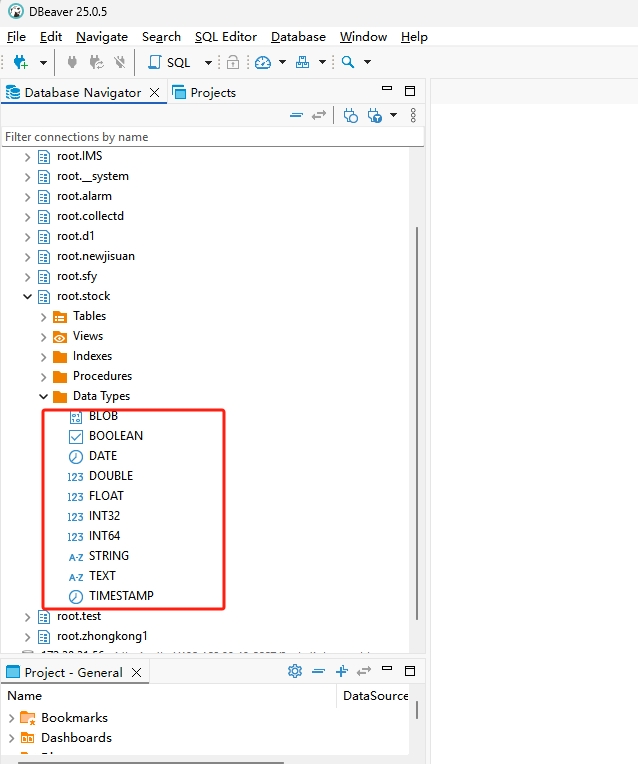 DBeaver 25.0.5
File Edit Navigate Search SQL Editor Database Window Help
SQL
Database Navigator Projects
Filter connections by name
root.IMS
root.__system
root.alarm
root.collectd
root.d1
root.newjisuan
root.sfy
root.stock
Tables
Views
Indexes
Procedures
Data Types
BLOB
BOOLEAN
DATE
123 DOUBLE
123 FLOAT
123 INT32
123 INT64
A-Z STRING
A-Z TEXT
TIMESTAMP
root.test
root.zhongkong1
Project - General
Name DataSource
Bookmarks
Dashboards